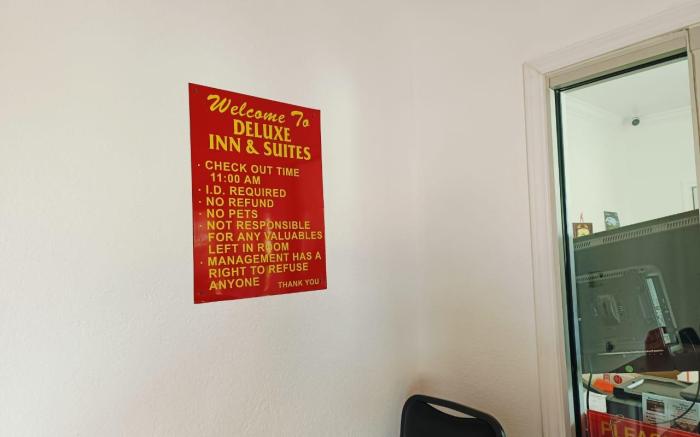 Welcome To
DELUXE
INN & SUITES
· CHECK OUT TIME
11:00 AM
· I.D. REQUIRED
· NO REFUND
· NO PETS
· NOT RESPONSIBLE
FOR ANY VALUABLES
LEFT IN ROOM
· MANAGEMENT HAS A
RIGHT TO REFUSE
ANYONE THANK YOU